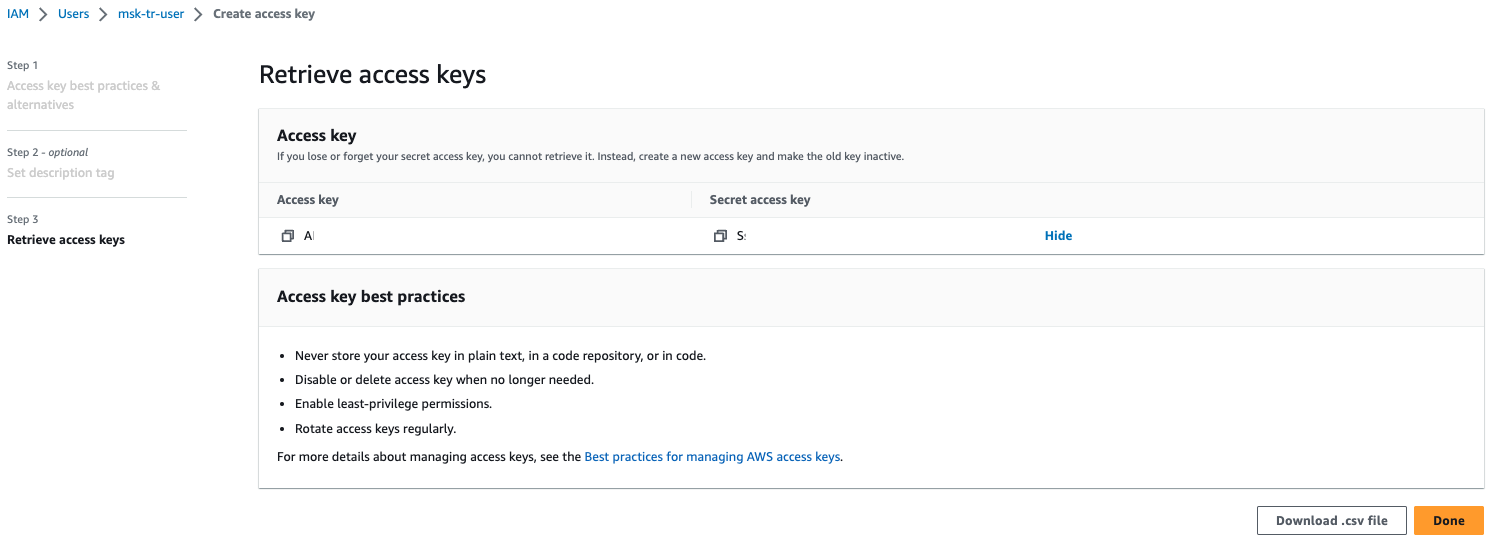 IAM > Users > msk-tr-user > Create access key
Step 1
Access key best practices &
alternatives
Step 2 - optional
Set description tag
Step 3
Retrieve access keys
Retrieve access keys
Access key
If you lose or forget your secret access key, you cannot retrieve it. Instead, create a new access key and make the old key inactive.
Access key Secret access key
Hide
Access key best practices
• Never store your access key in plain text, in a code repository, or in code.
• Disable or delete access key when no longer needed.
• Enable least-privilege permissions.
• Rotate access keys regularly.
For more details about managing access keys, see the Best practices for managing AWS access keys.
Download .csv file Done